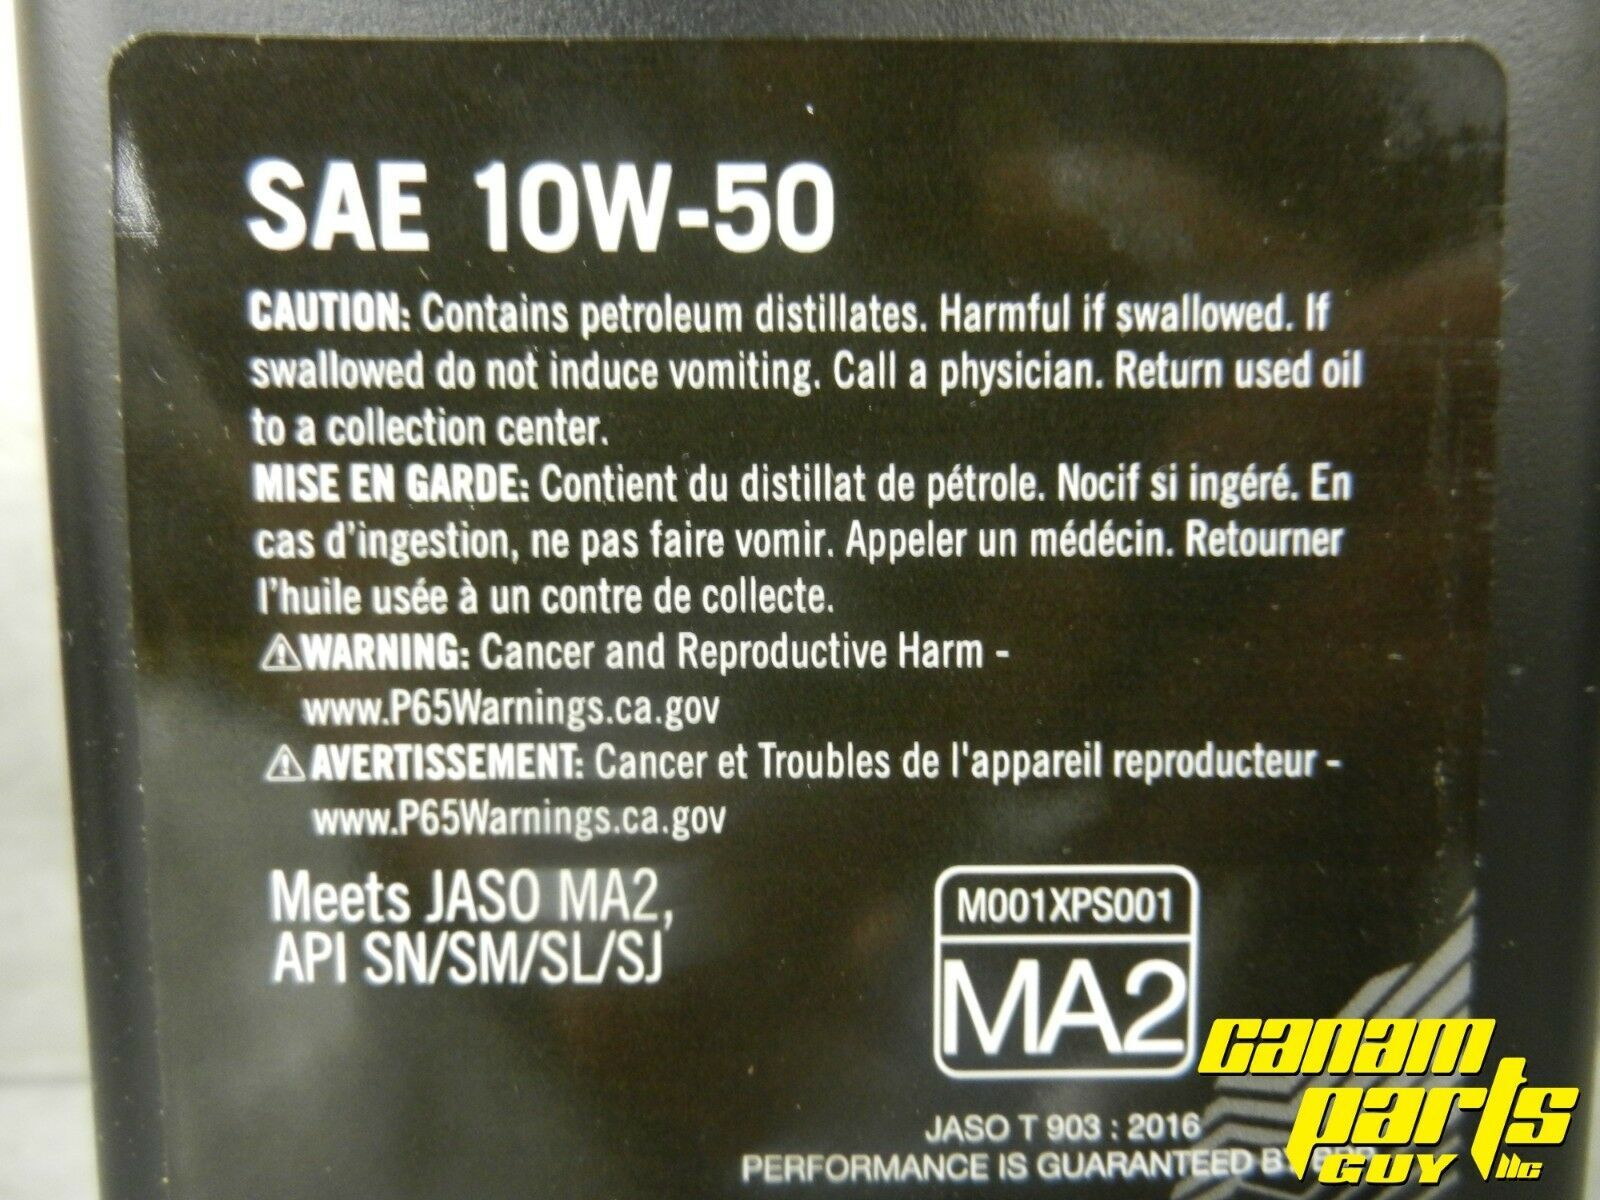 SAE 10W-50
CAUTION: Contains petroleum distillates. Harmful if swallowed. If
swallowed do not induce vomiting. Call a physician. Return used oil
to a collection center.
MISE EN GARDE: Contient du distillat de pétrole. Nocif si ingéré. En
cas d'ingestion, ne pas faire vomir. Appeler un médécin. Retourner
l'huile usée à un contre de collecte.
⚠WARNING: Cancer and Reproductive Harm -
www.P65Warnings.ca.gov
⚠AVERTISSEMENT: Cancer et Troubles de l'appareil reproducteur -
www.P65Warnings.ca.gov
Meets JASO MA2,
API SN/SM/SL/SJ
M001XPS001
MA2
JASO T 903 : 2016
PERFORMANCE IS GUARANTEED BY BRP
canam
parts
GUY llc